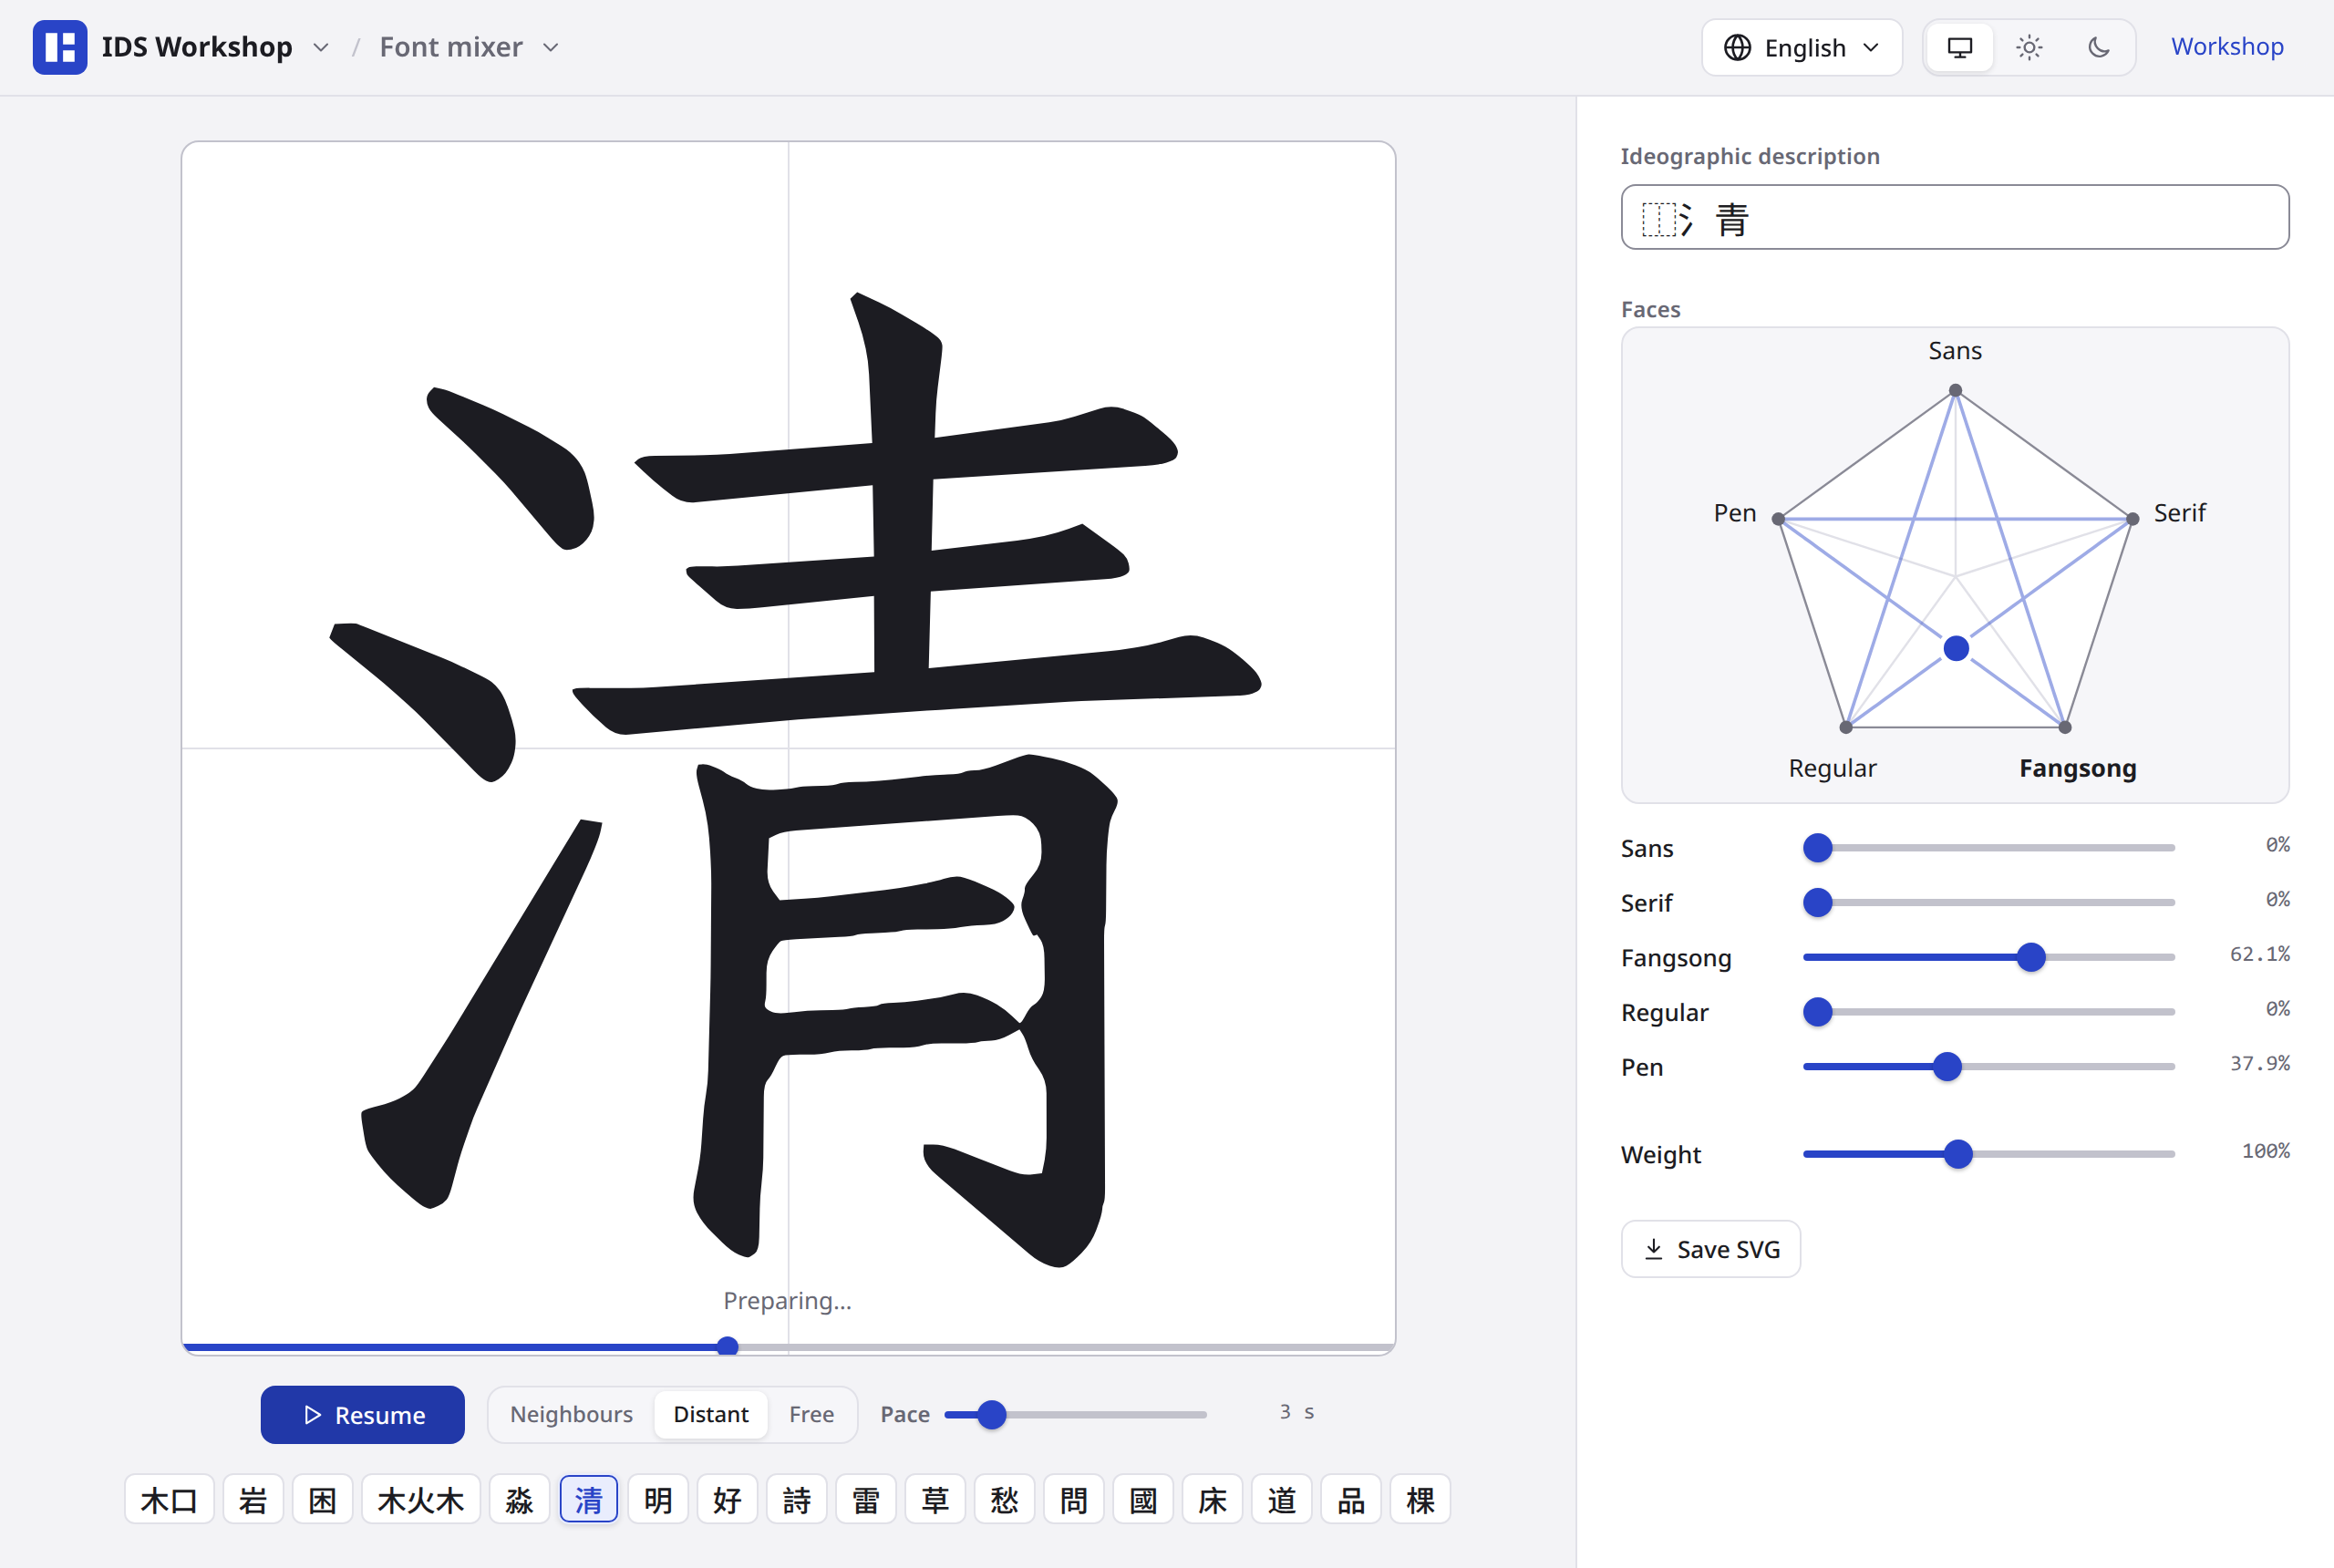 IDS Workshop / Font mixer
English
Workshop
清
Preparing...
Resume
Neighbours Distant Free
Pace 3 s
木口 岩 困 木火木 淼 清 明 好 詩 雷 草 愁 問 國 床 道 品 棵
Ideographic description
⿰氵青
Faces
Sans
Pen
Serif
Regular
Fangsong
Sans 0%
Serif 0%
Fangsong 62.1%
Regular 0%
Pen 37.9%
Weight 100%
Save SVG